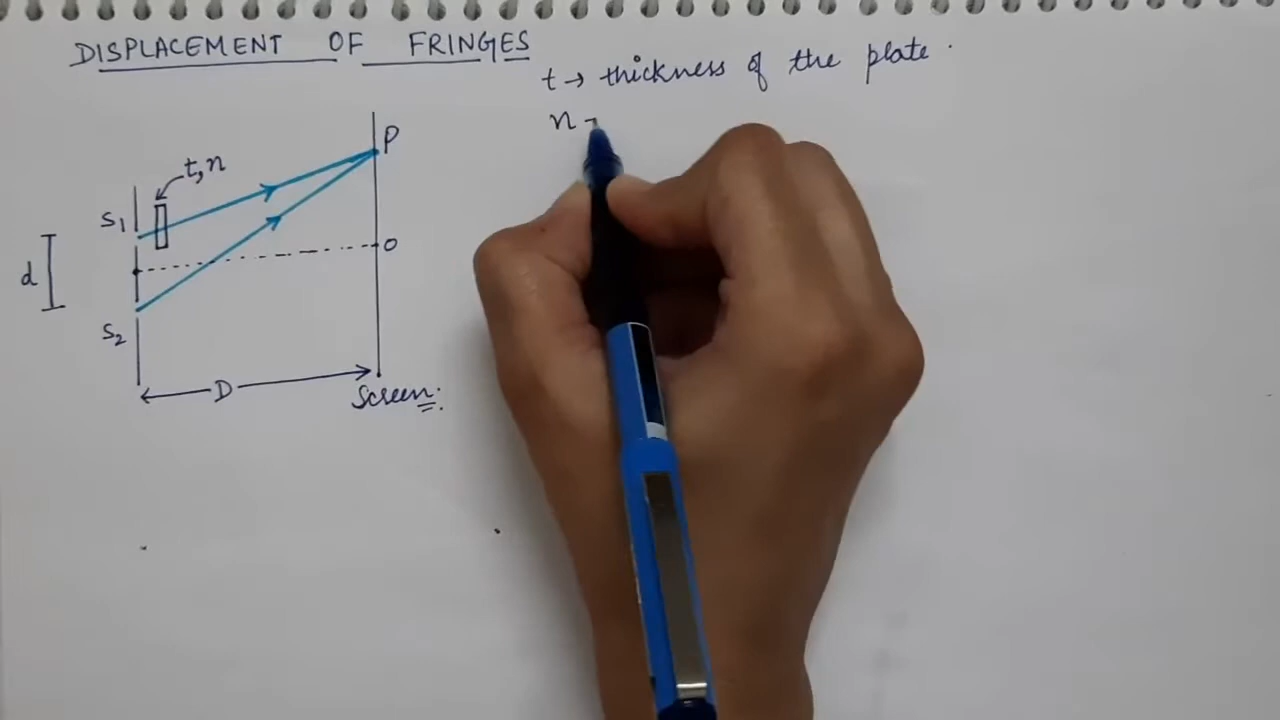 DISPLACEMENT OF FRINGES
t → thickness of the plate.
n -
t, n
P
S1
O
d
S2
D
Screen.